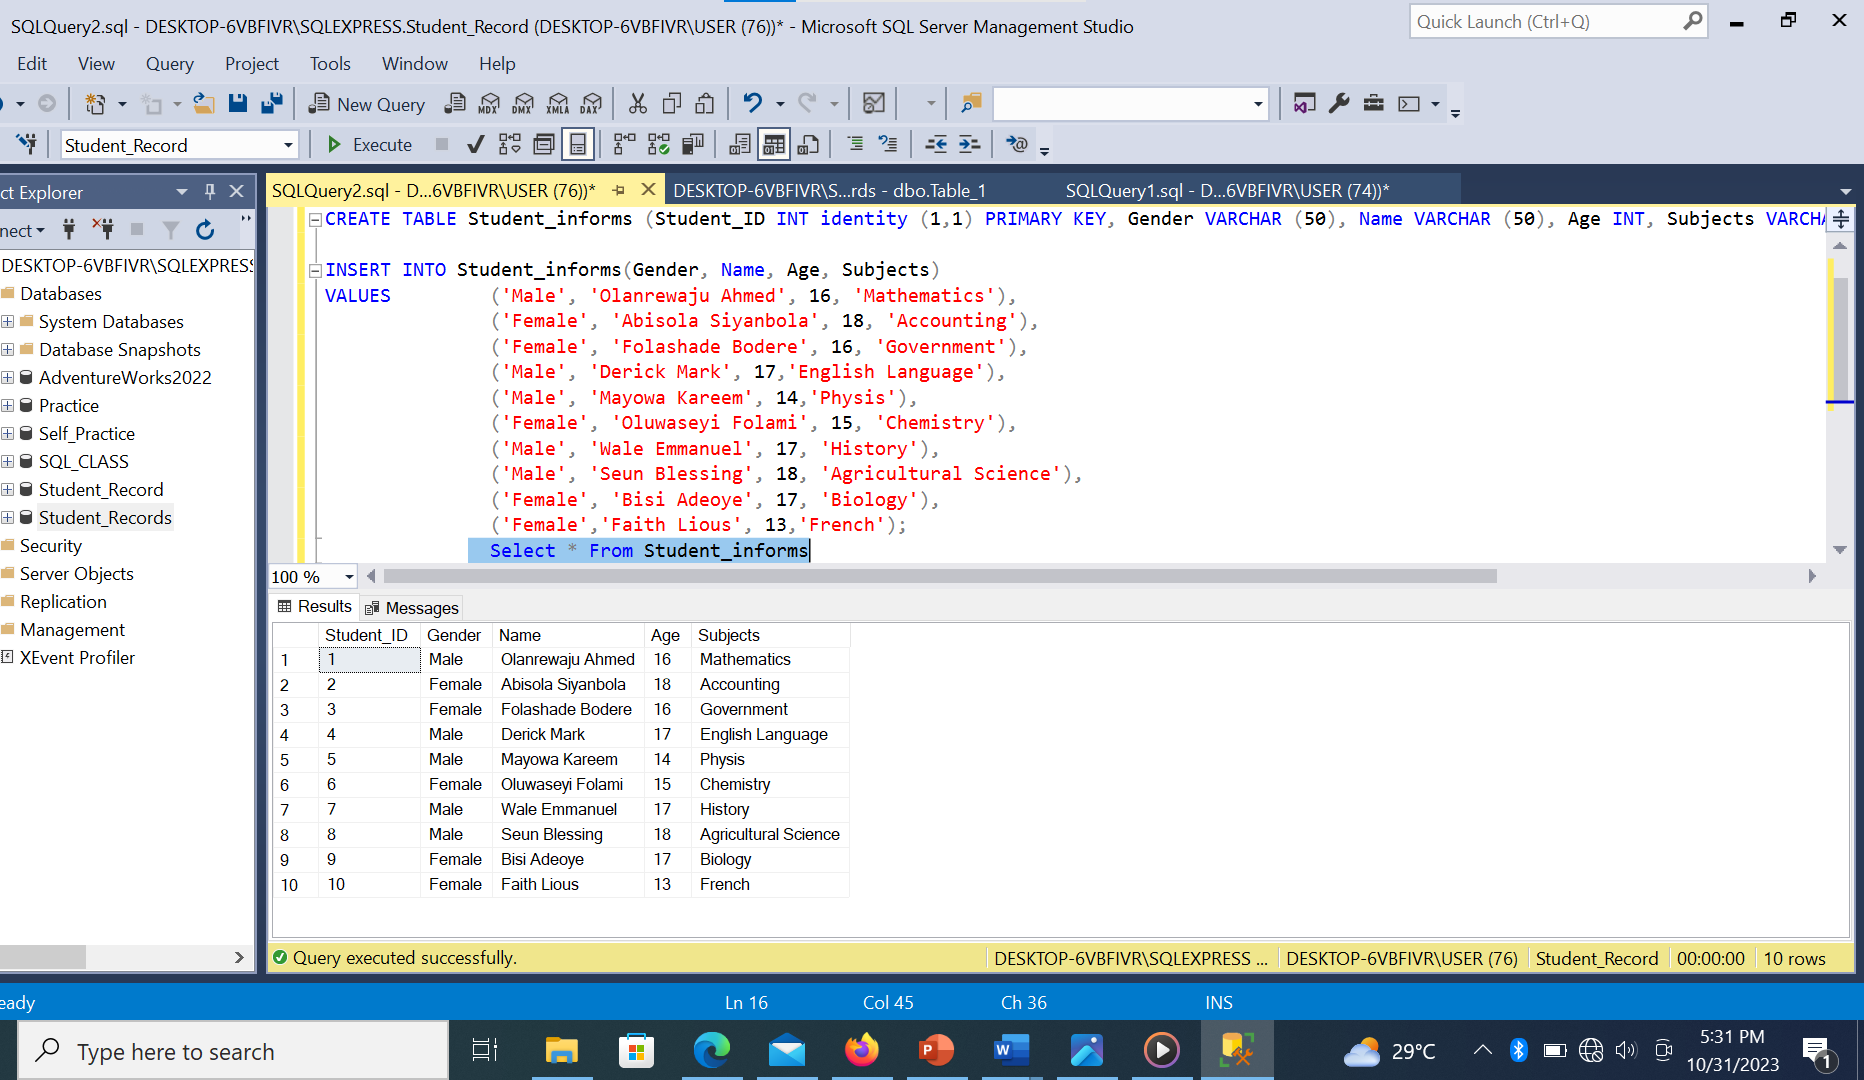 SQLQuery2.sql - DESKTOP-6VBFIVR\SQLEXPRESS.Student_Record (DESKTOP-6VBFIVR\USER (76))* - Microsoft SQL Server Management Studio
Quick Launch (Ctrl+Q)
Edit View Query Project Tools Window Help
New Query MDX DMX XMLA DAX
Student_Record Execute
ct Explorer
SQLQuery2.sql - D...6VBFIVR\USER (76))* DESKTOP-6VBFIVR\S...rds - dbo.Table_1 SQLQuery1.sql - D...6VBFIVR\USER (74))*
nect
DESKTOP-6VBFIVR\SQLEXPRESS
Databases
System Databases
Database Snapshots
AdventureWorks2022
Practice
Self_Practice
SQL_CLASS
Student_Record
Student_Records
Security
Server Objects
Replication
Management
XEvent Profiler
CREATE TABLE Student_informs (Student_ID INT identity (1,1) PRIMARY KEY, Gender VARCHAR (50), Name VARCHAR (50), Age INT, Subjects VARCHA
INSERT INTO Student_informs(Gender, Name, Age, Subjects)
VALUES ('Male', 'Olanrewaju Ahmed', 16, 'Mathematics'),
('Female', 'Abisola Siyanbola', 18, 'Accounting'),
('Female', 'Folashade Bodere', 16, 'Government'),
('Male', 'Derick Mark', 17,'English Language'),
('Male', 'Mayowa Kareem', 14,'Physis'),
('Female', 'Oluwaseyi Folami', 15, 'Chemistry'),
('Male', 'Wale Emmanuel', 17, 'History'),
('Male', 'Seun Blessing', 18, 'Agricultural Science'),
('Female', 'Bisi Adeoye', 17, 'Biology'),
('Female','Faith Lious', 13,'French');
Select * From Student_informs
100 %
Results Messages
Student_ID Gender Name Age Subjects
1 1 Male Olanrewaju Ahmed 16 Mathematics
2 2 Female Abisola Siyanbola 18 Accounting
3 3 Female Folashade Bodere 16 Government
4 4 Male Derick Mark 17 English Language
5 5 Male Mayowa Kareem 14 Physis
6 6 Female Oluwaseyi Folami 15 Chemistry
7 7 Male Wale Emmanuel 17 History
8 8 Male Seun Blessing 18 Agricultural Science
9 9 Female Bisi Adeoye 17 Biology
10 10 Female Faith Lious 13 French
Query executed successfully. DESKTOP-6VBFIVR\SQLEXPRESS ... DESKTOP-6VBFIVR\USER (76) Student_Record 00:00:00 10 rows
eady Ln 16 Col 45 Ch 36 INS
Type here to search
29°C
5:31 PM
10/31/2023
1